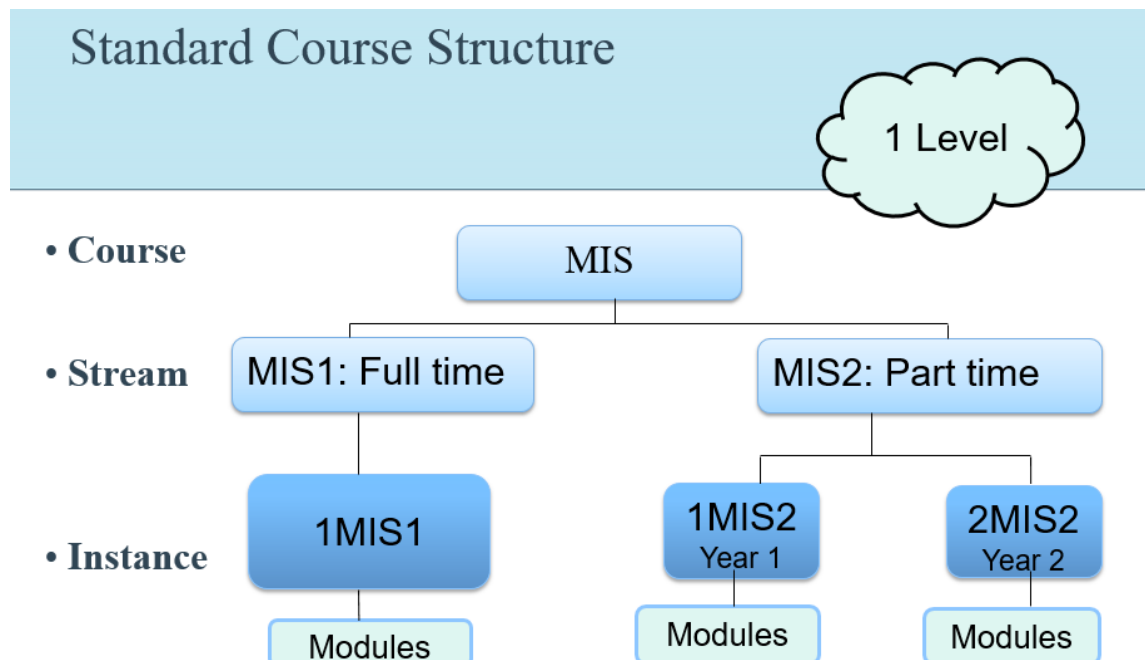 Standard Course Structure
1 Level
• Course
MIS
• Stream
MIS1: Full time
MIS2: Part time
• Instance
1MIS1
1MIS2
Year 1
2MIS2
Year 2
Modules
Modules
Modules